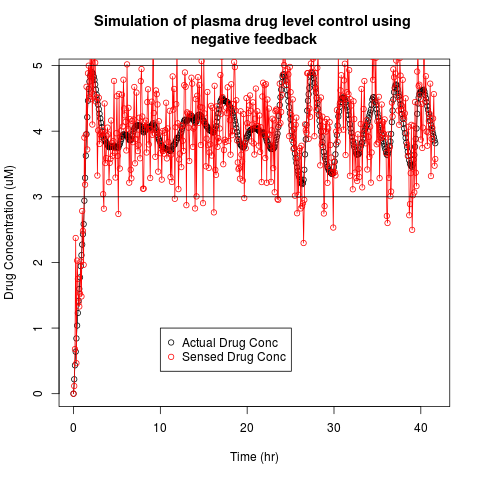 Simulation of plasma drug level control using
negative feedback
Drug Concentration (uM)
5
4
3
2
1
0
Actual Drug Conc
Sensed Drug Conc
0 10 20 30 40
Time (hr)